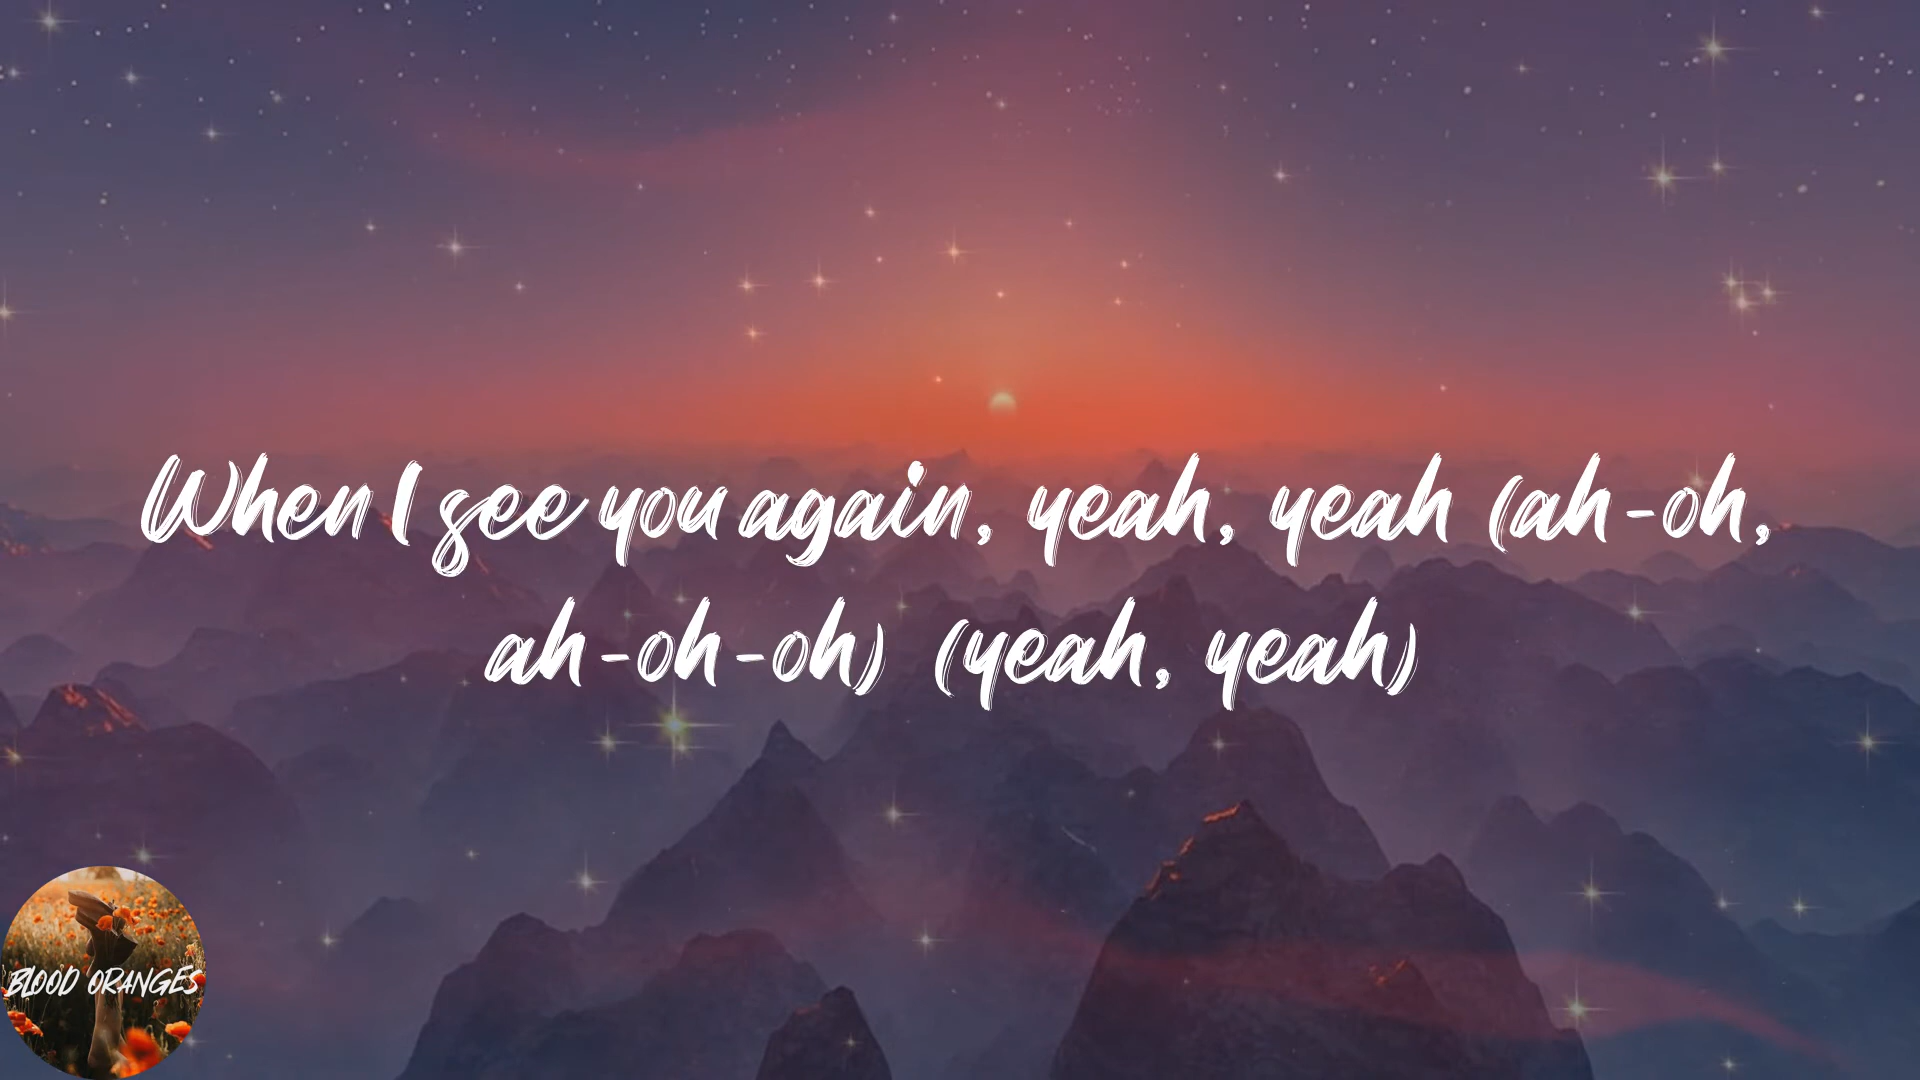 When I see you again, yeah, yeah (ah-oh,
ah-oh-oh) (yeah, yeah)
BLOOD ORANGES